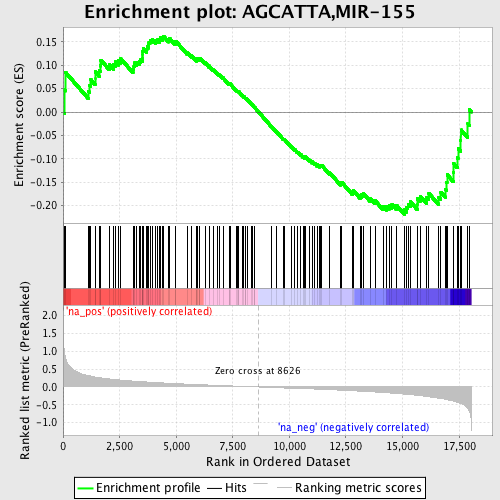 Enrichment plot: AGCATTA,MIR-155
Enrichment score (ES)
0.15
0.10
0.05
0.00
-0.05
-0.10
-0.15
-0.20
'na_pos' (positively correlated)
Ranked list metric (PreRanked)
2.0
1.5
1.0
0.5
0.0
-0.5
-1.0
Zero cross at 8626
'na_neg' (negatively correlated)
0 2,500 5,000 7,500 10,000 12,500 15,000 17,500
Rank in Ordered Dataset
Enrichment profile Hits Ranking metric scores